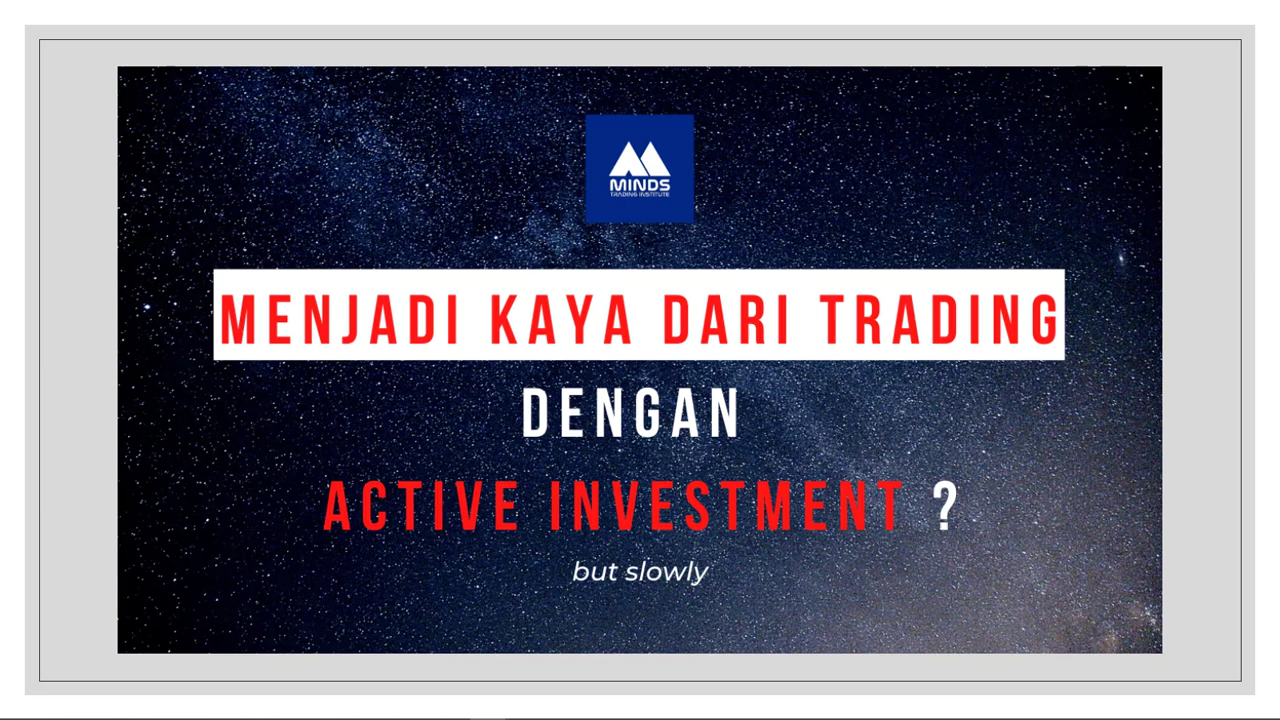 MINDS
TRADING INSTITUTE
MENJADI KAYA DARI TRADING
DENGAN
ACTIVE INVESTMENT ?
but slowly